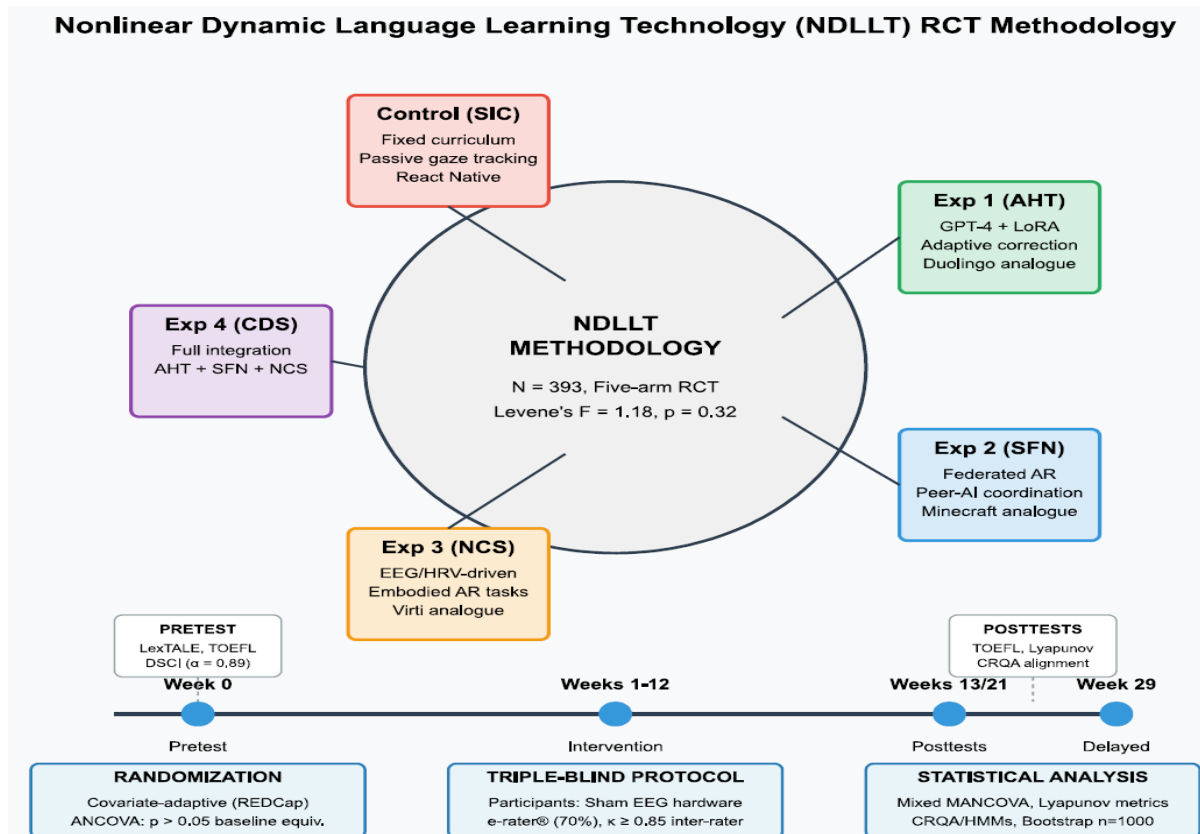 Nonlinear Dynamic Language Learning Technology (NDLLT) RCT Methodology
Control (SIC)
Fixed curriculum
Passive gaze tracking
React Native
Exp 1 (AHT)
GPT-4 + LoRA
Adaptive correction
Duolingo analogue
Exp 4 (CDS)
Full integration
AHT + SFN + NCS
NDLLT
METHODOLOGY
N = 393, Five-arm RCT
Levene's F = 1.18, p = 0.32
Exp 2 (SFN)
Federated AR
Peer-AI coordination
Minecraft analogue
Exp 3 (NCS)
EEG/HRV-driven
Embodied AR tasks
Virti analogue
PRETEST
LexTALE, TOEFL
DSCI (α = 0.89)
POSTTESTS
TOEFL, Lyapunov
CRQA alignment
Week 0
Weeks 1-12
Weeks 13/21
Week 29
Pretest
Intervention
Posttests
Delayed
RANDOMIZATION
Covariate-adaptive (REDCap)
ANCOVA: p > 0.05 baseline equiv.
TRIPLE-BLIND PROTOCOL
Participants: Sham EEG hardware
e-rater® (70%), κ ≥ 0.85 inter-rater
STATISTICAL ANALYSIS
Mixed MANCOVA, Lyapunov metrics
CRQA/HMMs, Bootstrap n=1000